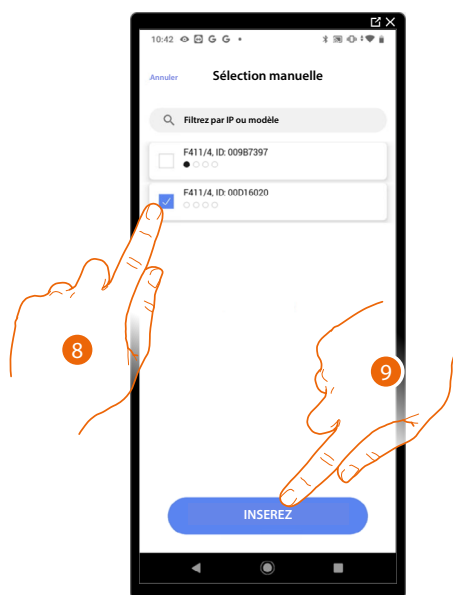 10:42 G G
Annuler Sélection manuelle
Filtrez par IP ou modèle
F411/4, ID: 009B7397
F411/4, ID: 00D16020
8
9
INSEREZ